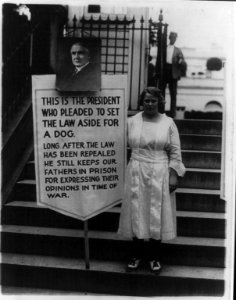 THIS IS THE PRESIDENT
WHO PLEADED TO SET
THE LAW ASIDE FOR
A DOG.
LONG AFTER THE LAW
HAS BEEN REPEALED
HE STILL KEEPS OUR
FATHERS IN PRISON
FOR EXPRESSING THEIR
OPINIONS IN TIME OF
WAR.